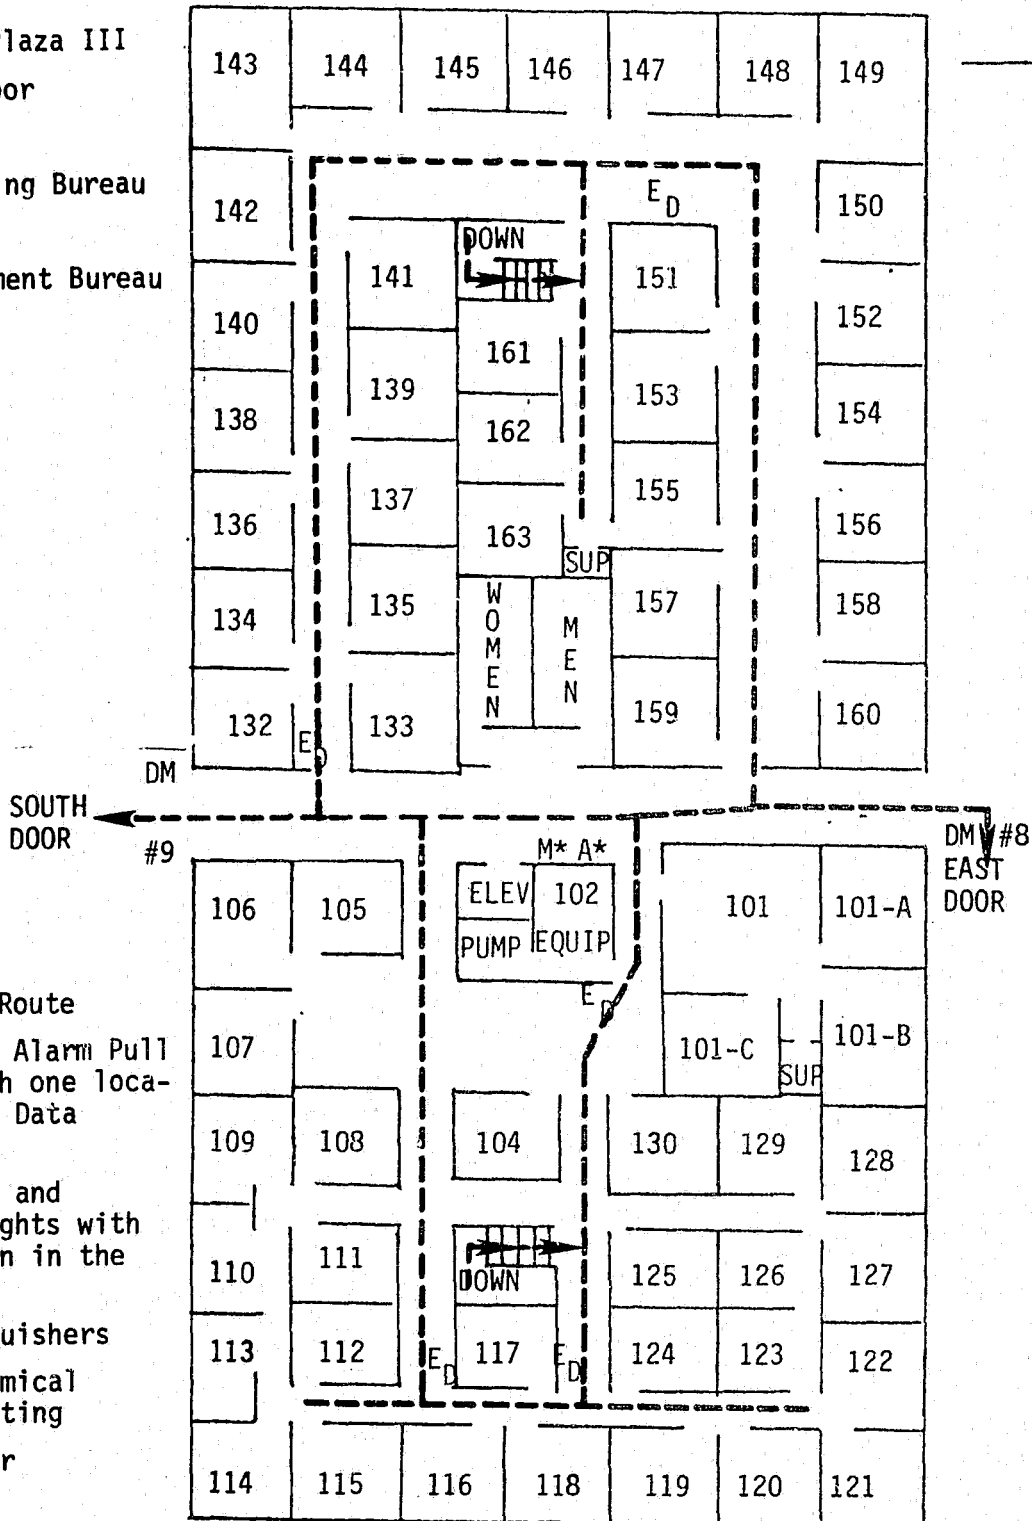 Plaza III
oor
ng Bureau
ment Bureau
143 144 145 146 147 148 149
142 150
E D
DOWN
141 151
140 152
161
139 153
138 154
162
137 155
136 156
163
SUP
135 157
134 158
WOMEN
MEN
132 133 159 160
E D
DM
SOUTH
DOOR
#9
DM #8
EAST
DOOR
M* A*
106 105 ELEV 102 101 101-A
PUMP EQUIP
E D
Route
Alarm Pull
h one loca-
Data
107 101-C 101-B
SUP
109 108 104 130 129 128
and
ghts with
n in the
111 125 126 127
110
DOWN
uishers
113 112 E D 117 E D 124 123 122
mical
ting
r
114 115 116 118 119 120 121